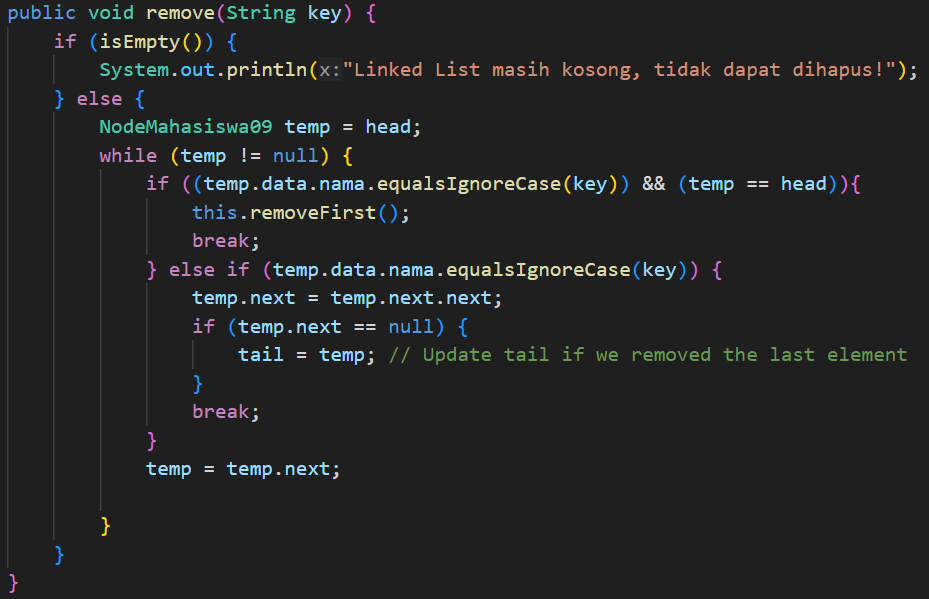 public void remove(String key) {
    if (isEmpty()) {
        System.out.println(x:"Linked List masih kosong, tidak dapat dihapus!");
    } else {
        NodeMahasiswa09 temp = head;
        while (temp != null) {
            if ((temp.data.nama.equalsIgnoreCase(key)) && (temp == head)){
                this.removeFirst();
                break;
            } else if (temp.data.nama.equalsIgnoreCase(key)) {
                temp.next = temp.next.next;
                if (temp.next == null) {
                    tail = temp; // Update tail if we removed the last element
                }
                break;
            }
            temp = temp.next;

        }
    }
}